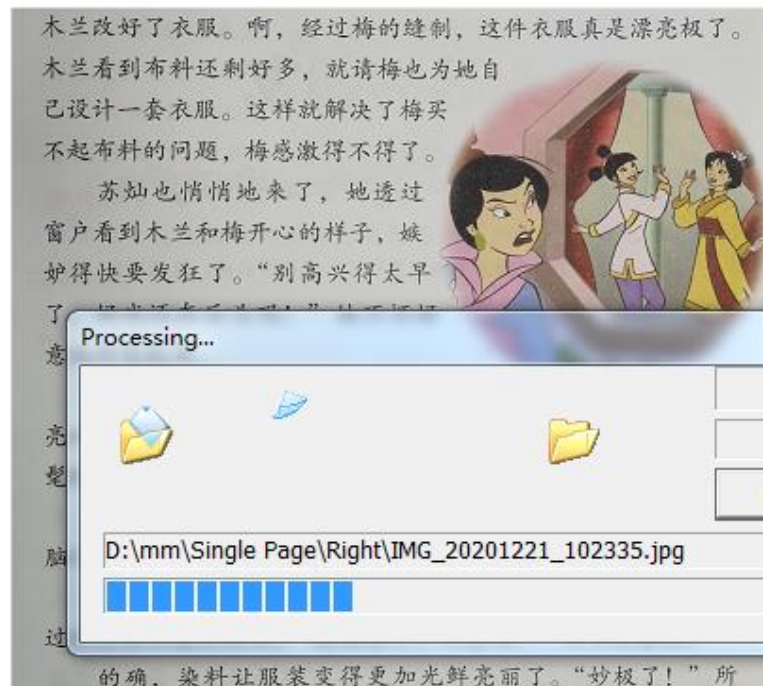 木兰改好了衣服。啊，经过梅的缝制，这件衣服真是漂亮极了。
木兰看到布料还剩好多，就请梅也为她自
己设计一套衣服。这样就解决了梅买
不起布料的问题，梅感激得不得了。
苏灿也悄悄地来了，她透过
窗户看到木兰和梅开心的样子，嫉
妒得快要发狂了。“别高兴得太早
了
Processing...
意
亮
髦
D:\mm\Single Page\Right\IMG_20201221_102335.jpg
脑
过
的确，染料让服装变得更加光鲜亮丽了。“妙极了！”所